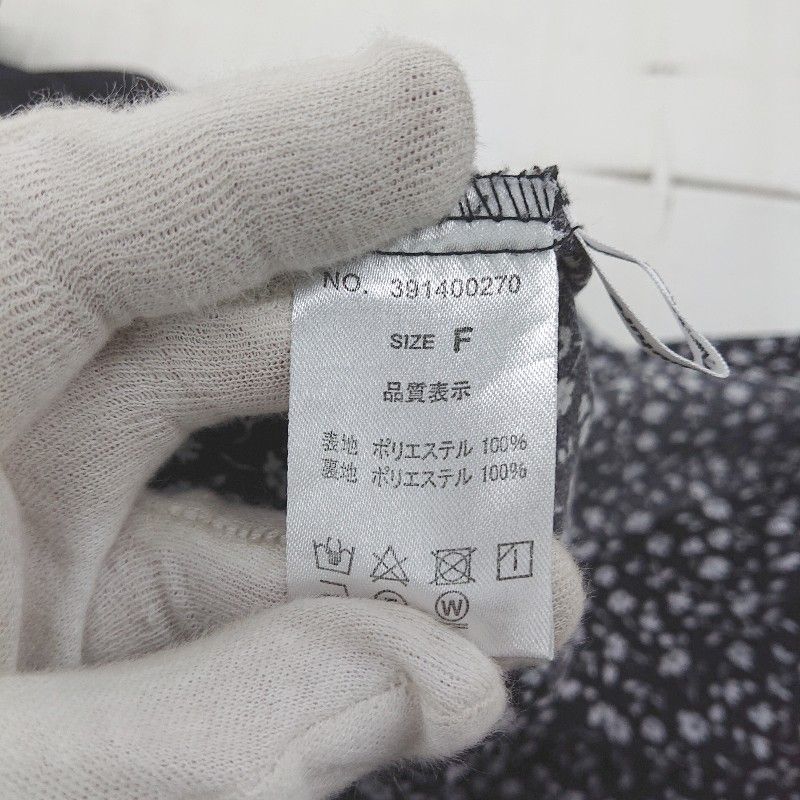 NO. 391400270
SIZE F
品質表示
表地 ポリエステル 100%
裏地 ポリエステル 100%
W